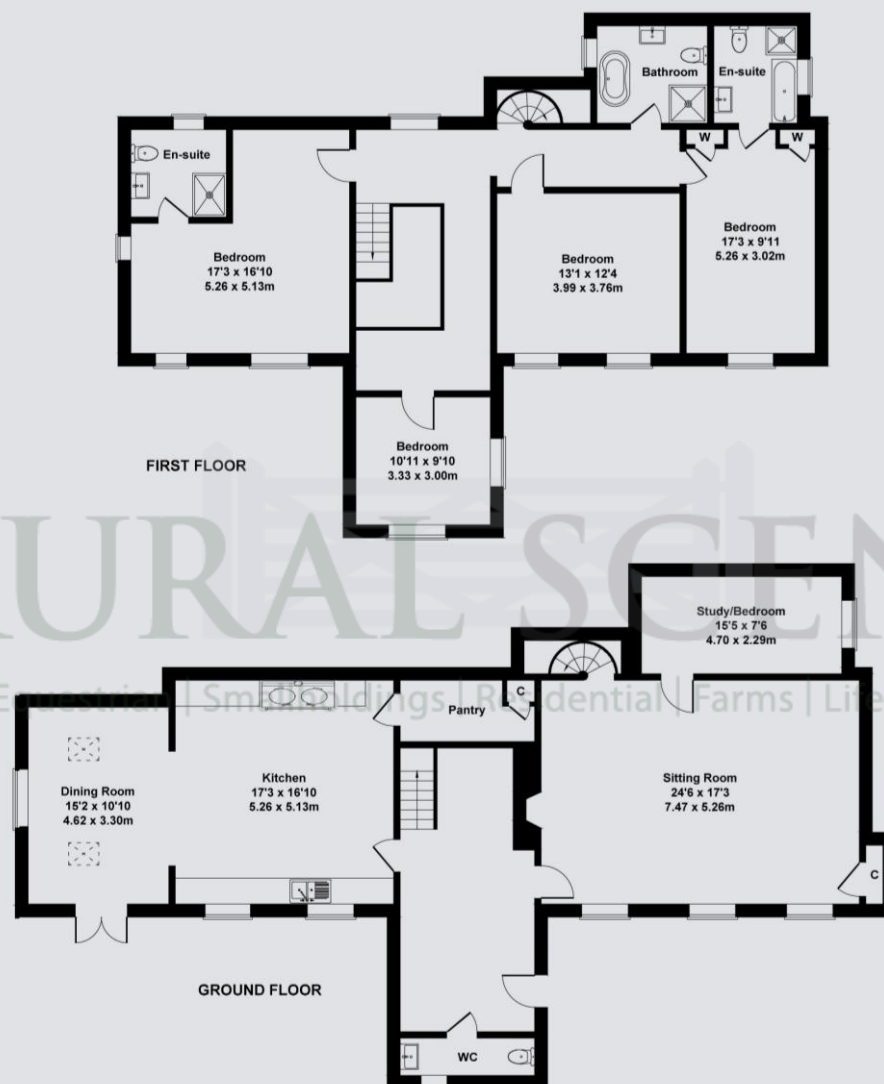 Bathroom
En-suite
En-suite
W
W
Bedroom
17'3 x 16'10
5.26 x 5.13m
Bedroom
13'1 x 12'4
3.99 x 3.76m
Bedroom
17'3 x 9'11
5.26 x 3.02m
Bedroom
10'11 x 9'10
3.33 x 3.00m
FIRST FLOOR
RURAL SCEN
Equestrian | Smallholdings | Residential | Farms | Life
Study/Bedroom
15'5 x 7'6
4.70 x 2.29m
C
Pantry
Dining Room
15'2 x 10'10
4.62 x 3.30m
Kitchen
17'3 x 16'10
5.26 x 5.13m
Sitting Room
24'6 x 17'3
7.47 x 5.26m
C
GROUND FLOOR
WC